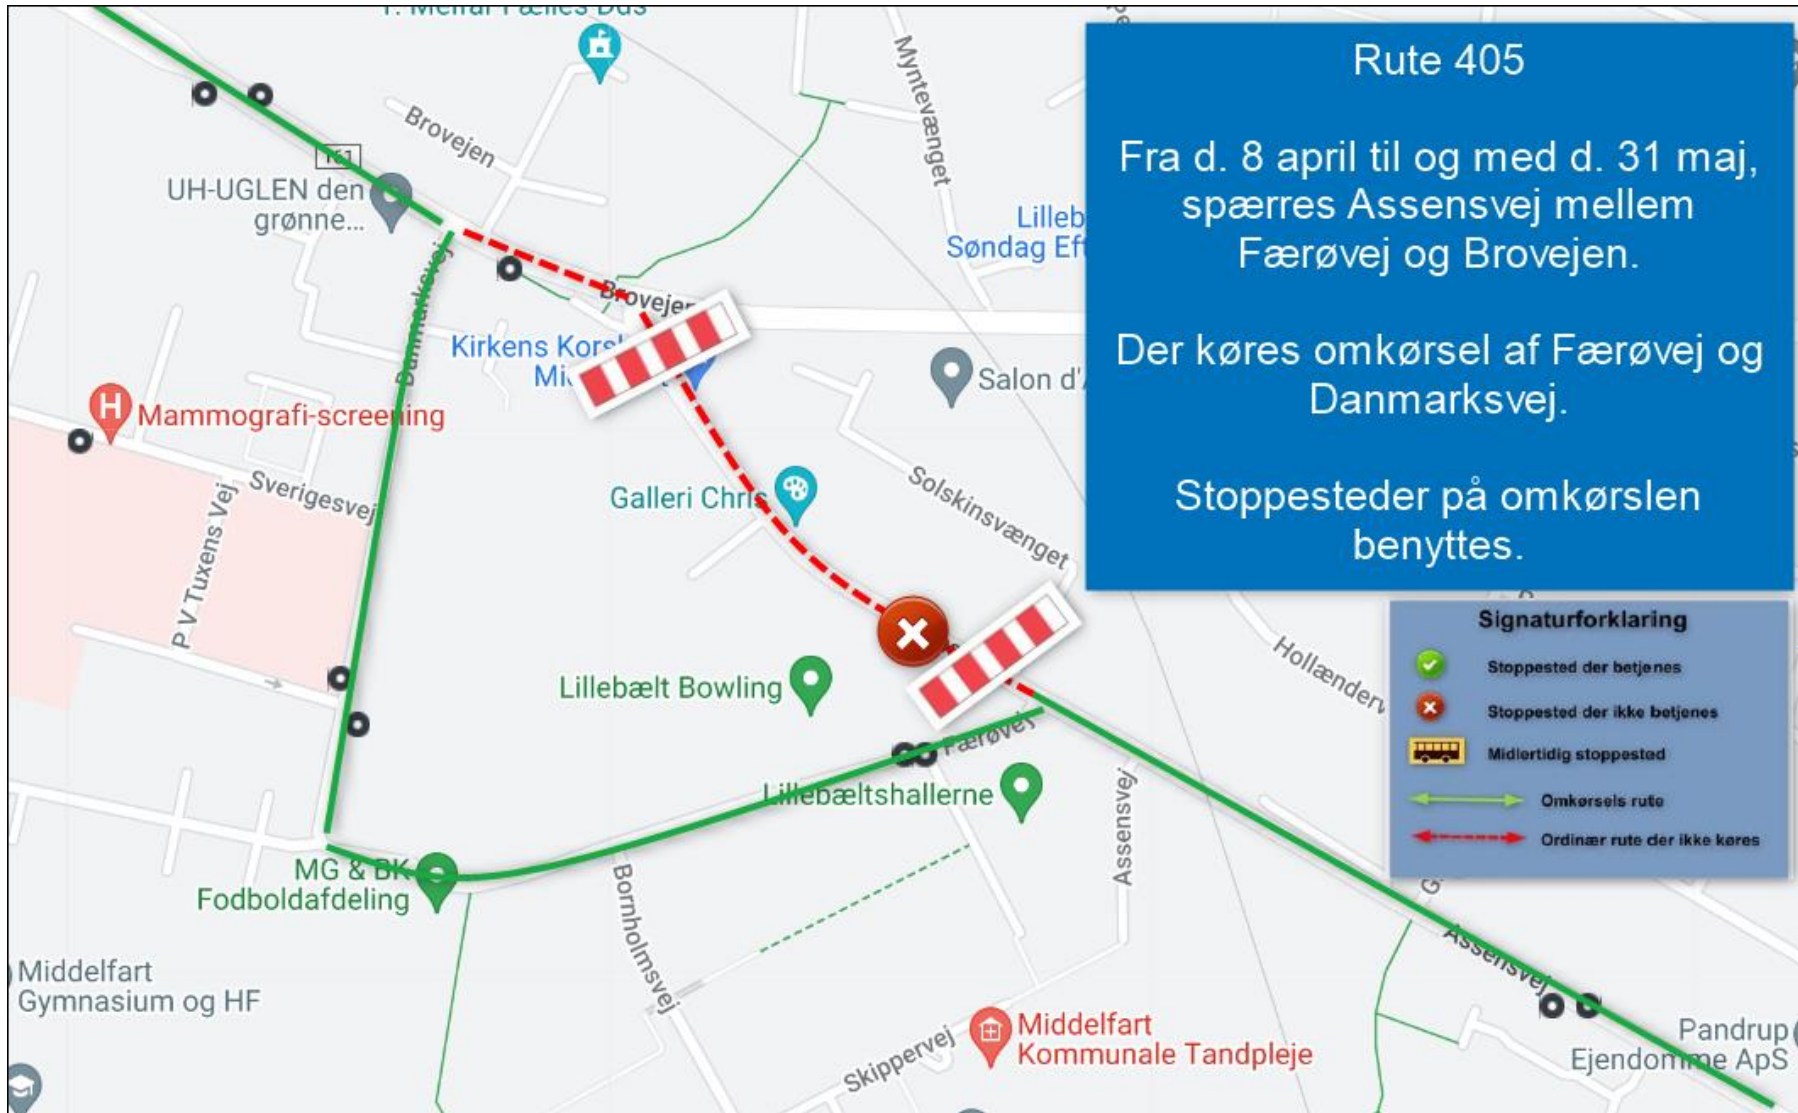 Rute 405
Fra d. 8 april til og med d. 31 maj,
spærres Assensvej mellem
Færøvej og Brovejen.
Der køres omkørsel af Færøvej og
Danmarksvej.
Stoppesteder på omkørslen
benyttes.
Signaturforklaring
Stoppested der betjenes
Stoppested der ikke betjenes
Midlertidig stoppested
Omkørsels rute
Ordinær rute der ikke køres
Myntevænget
Brovejen
161
UH-UGLEN den
grønne...
Lilleb
Søndag Eft
Danmarksvej
Brovejen
Kirkens Kors
Salon d'
Mammografi-screening
Sverigesvej
P V Tuxens Vej
Galleri Chris
Solskinsvænget
Hollænderv
Lillebælt Bowling
Færøvej
Lillebæltshallerne
Assensvej
MG & BK
Fodboldafdeling
Bornholmsvej
Assensvej
Middelfart
Gymnasium og HF
Skippervej
Middelfart
Kommunale Tandpleje
Pandrup
Ejendomme ApS